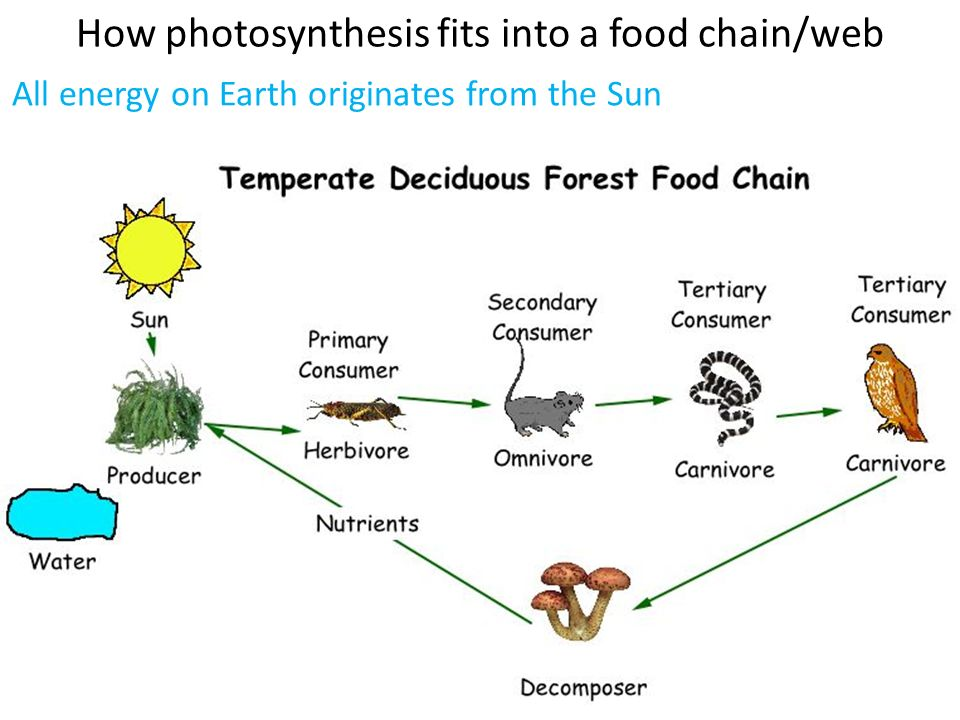 How photosynthesis fits into a food chain/web
All energy on Earth originates from the Sun
Temperate Deciduous Forest Food Chain
Sun
Producer
Water
Primary
Consumer
Herbivore
Secondary
Consumer
Omnivore
Tertiary
Consumer
Carnivore
Tertiary
Consumer
Carnivore
Nutrients
Decomposer